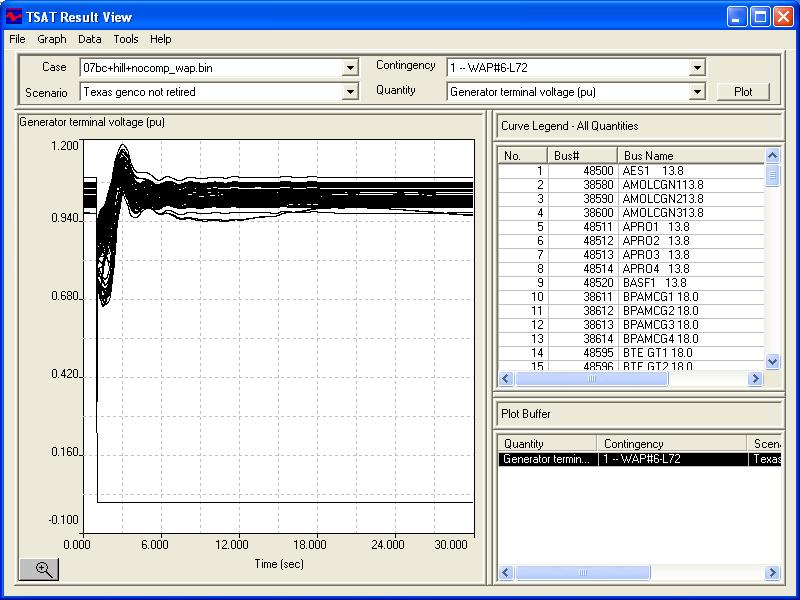 TSAT Result View
File Graph Data Tools Help
Case 07bc+hill+nocomp_wap.bin Contingency 1 -- WAP#6-L72
Scenario Texas genco not retired Quantity Generator terminal voltage (pu) Plot
Generator terminal voltage (pu)
1.200
0.940
0.680
0.420
0.160
-0.100
0.000 6.000 12.000 18.000 24.000 30.000
Time (sec)
Curve Legend - All Quantities
No. Bus# Bus Name
1 48500 AES1 13.8
2 38580 AMOLCGN113.8
3 38590 AMOLCGN213.8
4 38600 AMOLCGN313.8
5 48511 APRO1 13.8
6 48512 APRO2 13.8
7 48513 APRO3 13.8
8 48514 APRO4 13.8
9 48520 BASF1 13.8
10 38611 BPAMCG1 18.0
11 38612 BPAMCG2 18.0
12 38613 BPAMCG3 18.0
13 38614 BPAMCG4 18.0
14 48595 BTE GT1 18.0
15 48596 BTE GT2 18.0
Plot Buffer
Quantity Contingency Scen
Generator termin... 1 -- WAP#6-L72 Texas